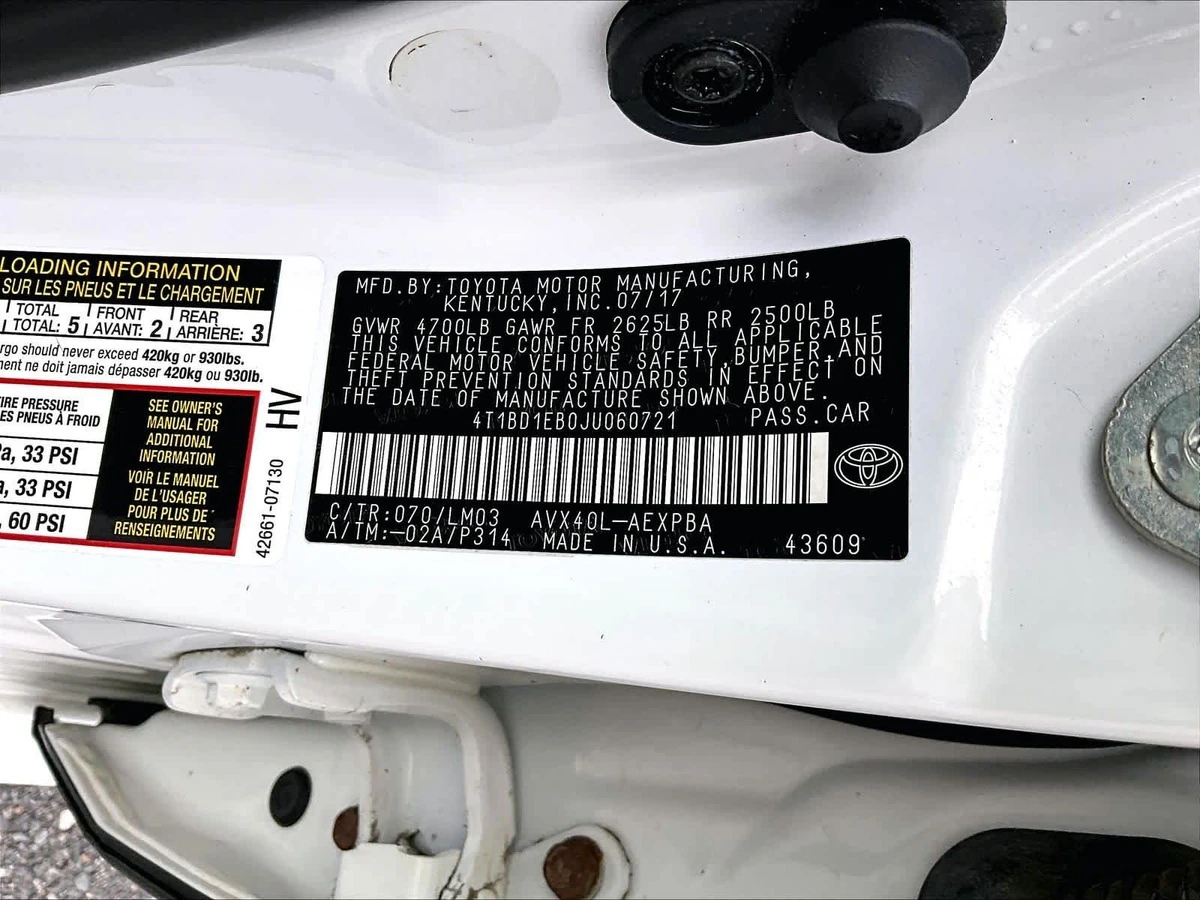 LOADING INFORMATION
SUR LES PNEUS ET LE CHARGEMENT
TOTAL FRONT REAR
TOTAL: 5 AVANT: 2 ARRIÈRE: 3
should never exceed 420kg or 930lbs.
ne doit jamais dépasser 420kg ou 930lb.
PRESSURE
PNEUS À FROID
33 PSI
33 PSI
60 PSI
SEE OWNER'S
MANUAL FOR
ADDITIONAL
INFORMATION
VOIR LE MANUEL
DE L'USAGER
POUR PLUS DE
RENSEIGNEMENTS
HV
42661-07130
MFD.BY:TOYOTA MOTOR MANUFACTURING,
KENTUCKY,INC.07/17
GVWR 4700LB GAWR FR 2625LB RR 2500LB
THIS VEHICLE CONFORMS TO ALL APPLICABLE
FEDERAL MOTOR VEHICLE SAFETY,BUMPER,AND
THEFT PREVENTION STANDARDS IN EFFECT ON
THE DATE OF MANUFACTURE SHOWN ABOVE.
4T1BD1EB0JU060721 PASS.CAR
C/TR:070/LM03 AVX40L-AEXPBA
A/TM:-02A/P314 MADE IN U.S.A. 43609